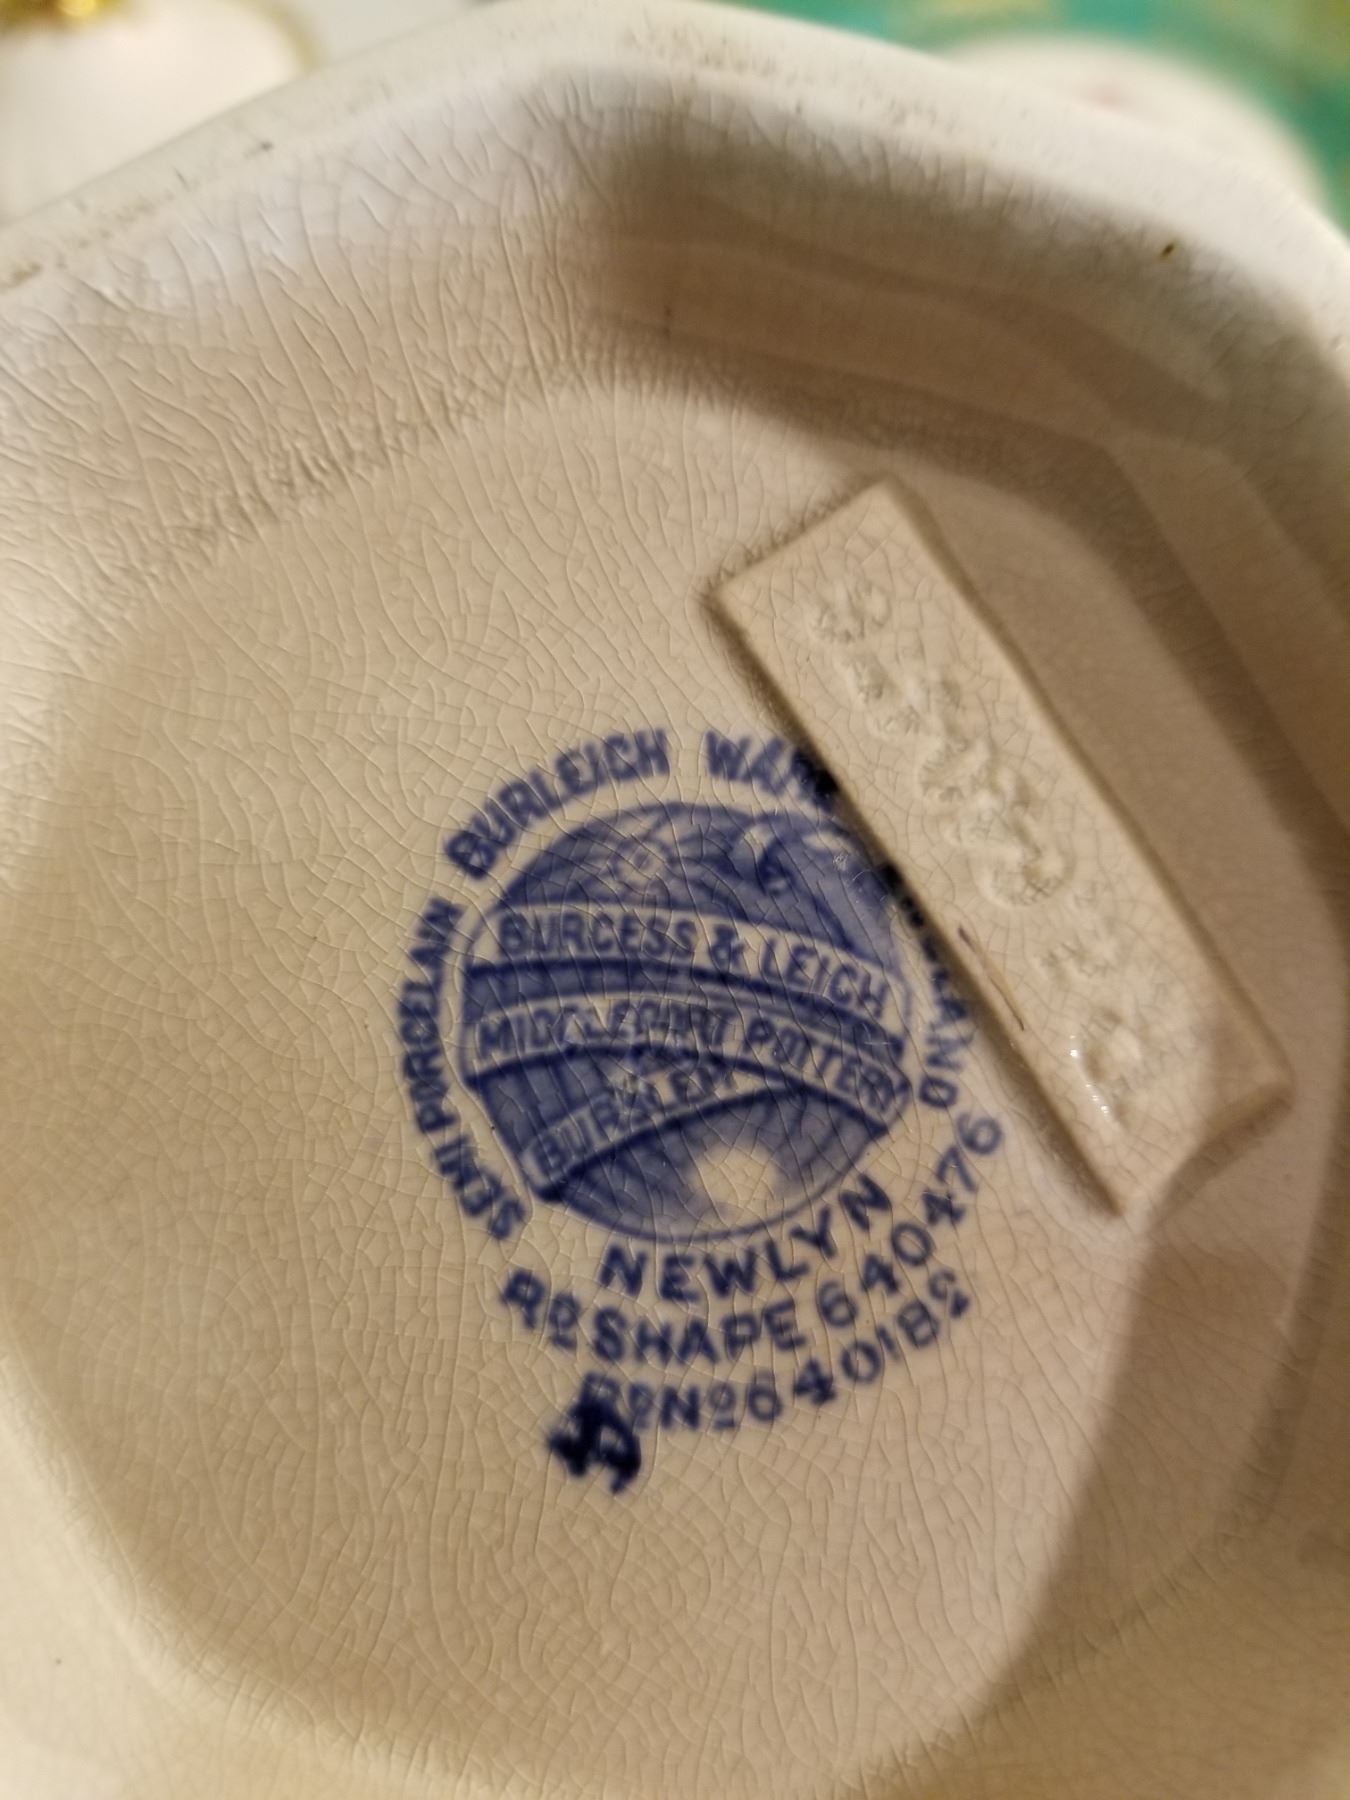 SEMI PORCELAIN BURLEIGH WARE
BURGESS & LEIGH
MIDDLEPORT POTTERY
BURSLEM
NEWLYN
RD SHAPE 640476
RD No 640182